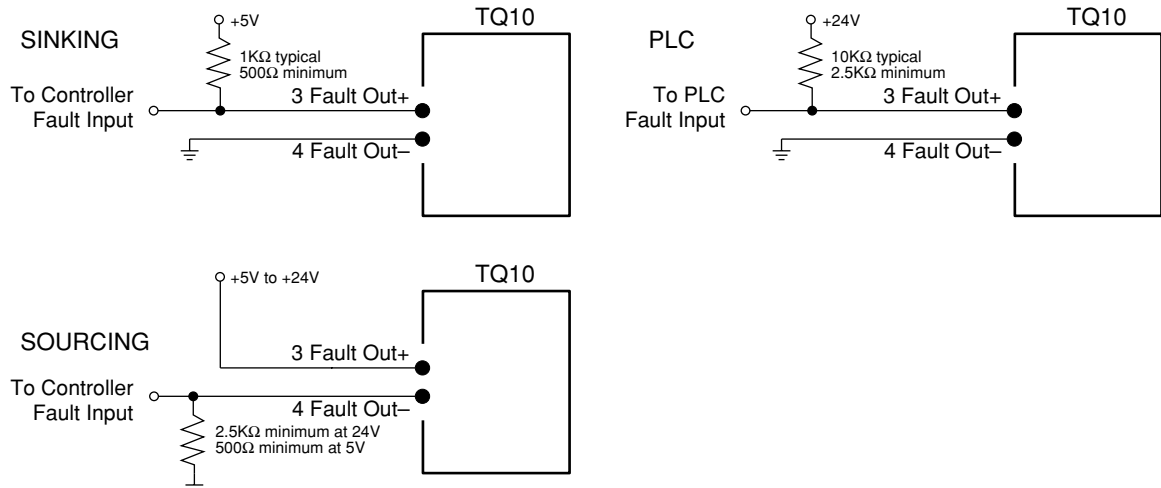 SINKING
+5V
1KΩ typical
500Ω minimum
To Controller
Fault Input
3 Fault Out+
4 Fault Out–
TQ10
PLC
+24V
10KΩ typical
2.5KΩ minimum
To PLC
Fault Input
3 Fault Out+
4 Fault Out–
TQ10
SOURCING
+5V to +24V
To Controller
Fault Input
3 Fault Out+
4 Fault Out–
2.5KΩ minimum at 24V
500Ω minimum at 5V
TQ10